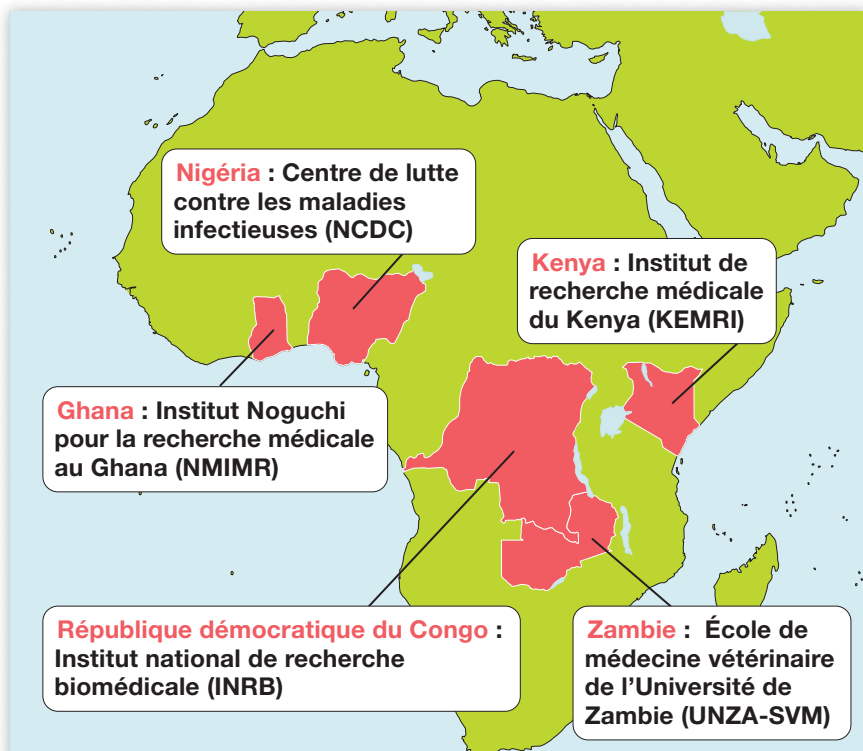 Nigéria : Centre de lutte
contre les maladies
infectieuses (NCDC)
Kenya : Institut de
recherche médicale
du Kenya (KEMRI)
Ghana : Institut Noguchi
pour la recherche médicale
au Ghana (NMIMR)
République démocratique du Congo :
Institut national de recherche
biomédicale (INRB)
Zambie : École de
médecine vétérinaire
de l’Université de
Zambie (UNZA-SVM)